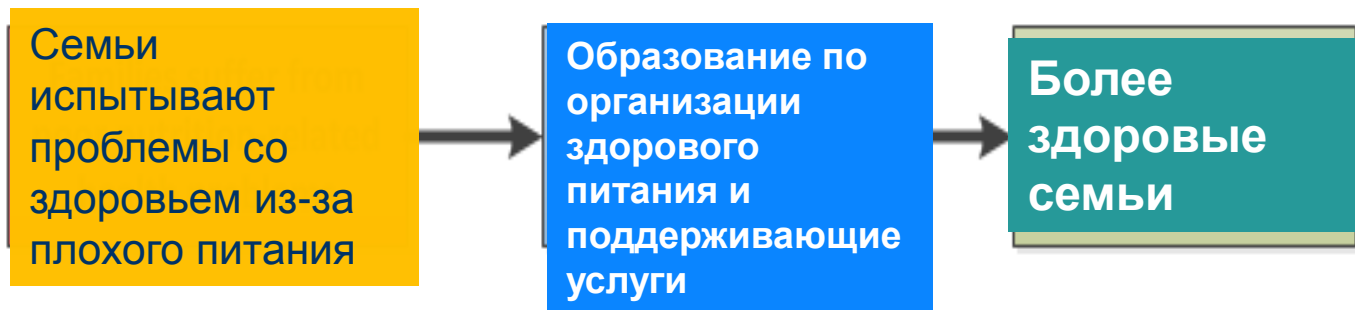 Семьи
испытывают
проблемы со
здоровьем из-за
плохого питания
Образование по
организации
здорового
питания и
поддерживающие
услуги
Более
здоровые
семьи